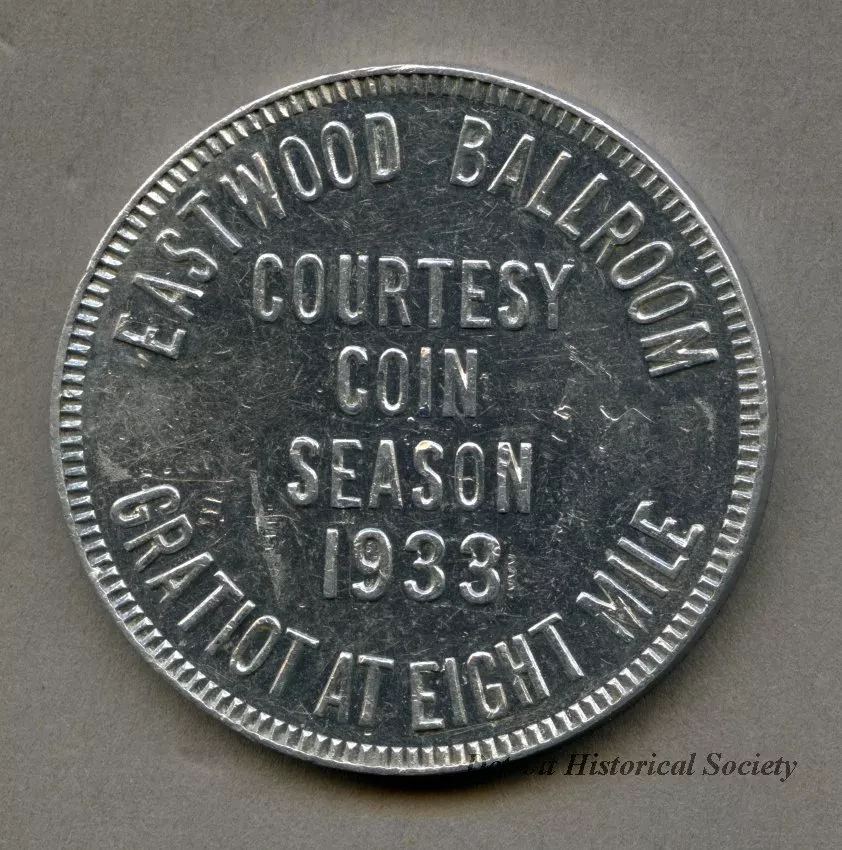 EASTWOOD BALLROOM
COURTESY
COIN
SEASON
1933
GRATIOT AT EIGHT MILE
Historical Society